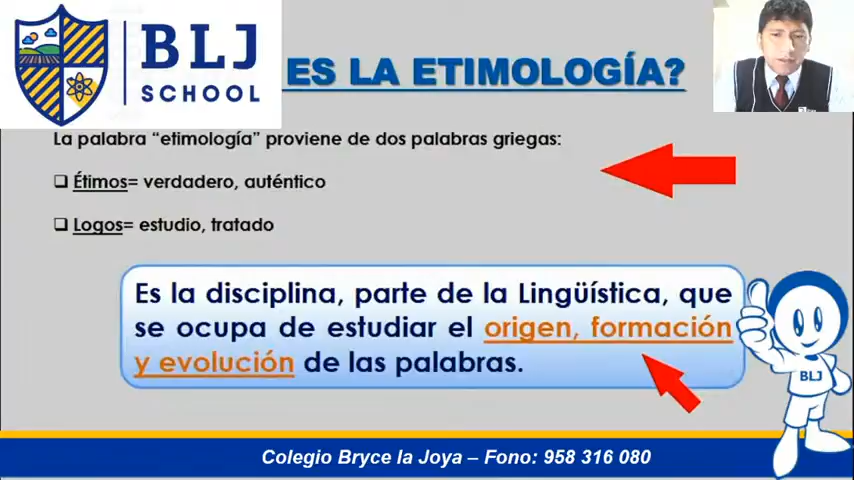 BLJ
SCHOOL
ES LA ETIMOLOGÍA?
La palabra “etimología” proviene de dos palabras griegas:
Étimos= verdadero, auténtico
Logos= estudio, tratado
Es la disciplina, parte de la Lingüística, que
se ocupa de estudiar el origen, formación
y evolución de las palabras.
BLJ
Colegio Bryce la Joya – Fono: 958 316 080